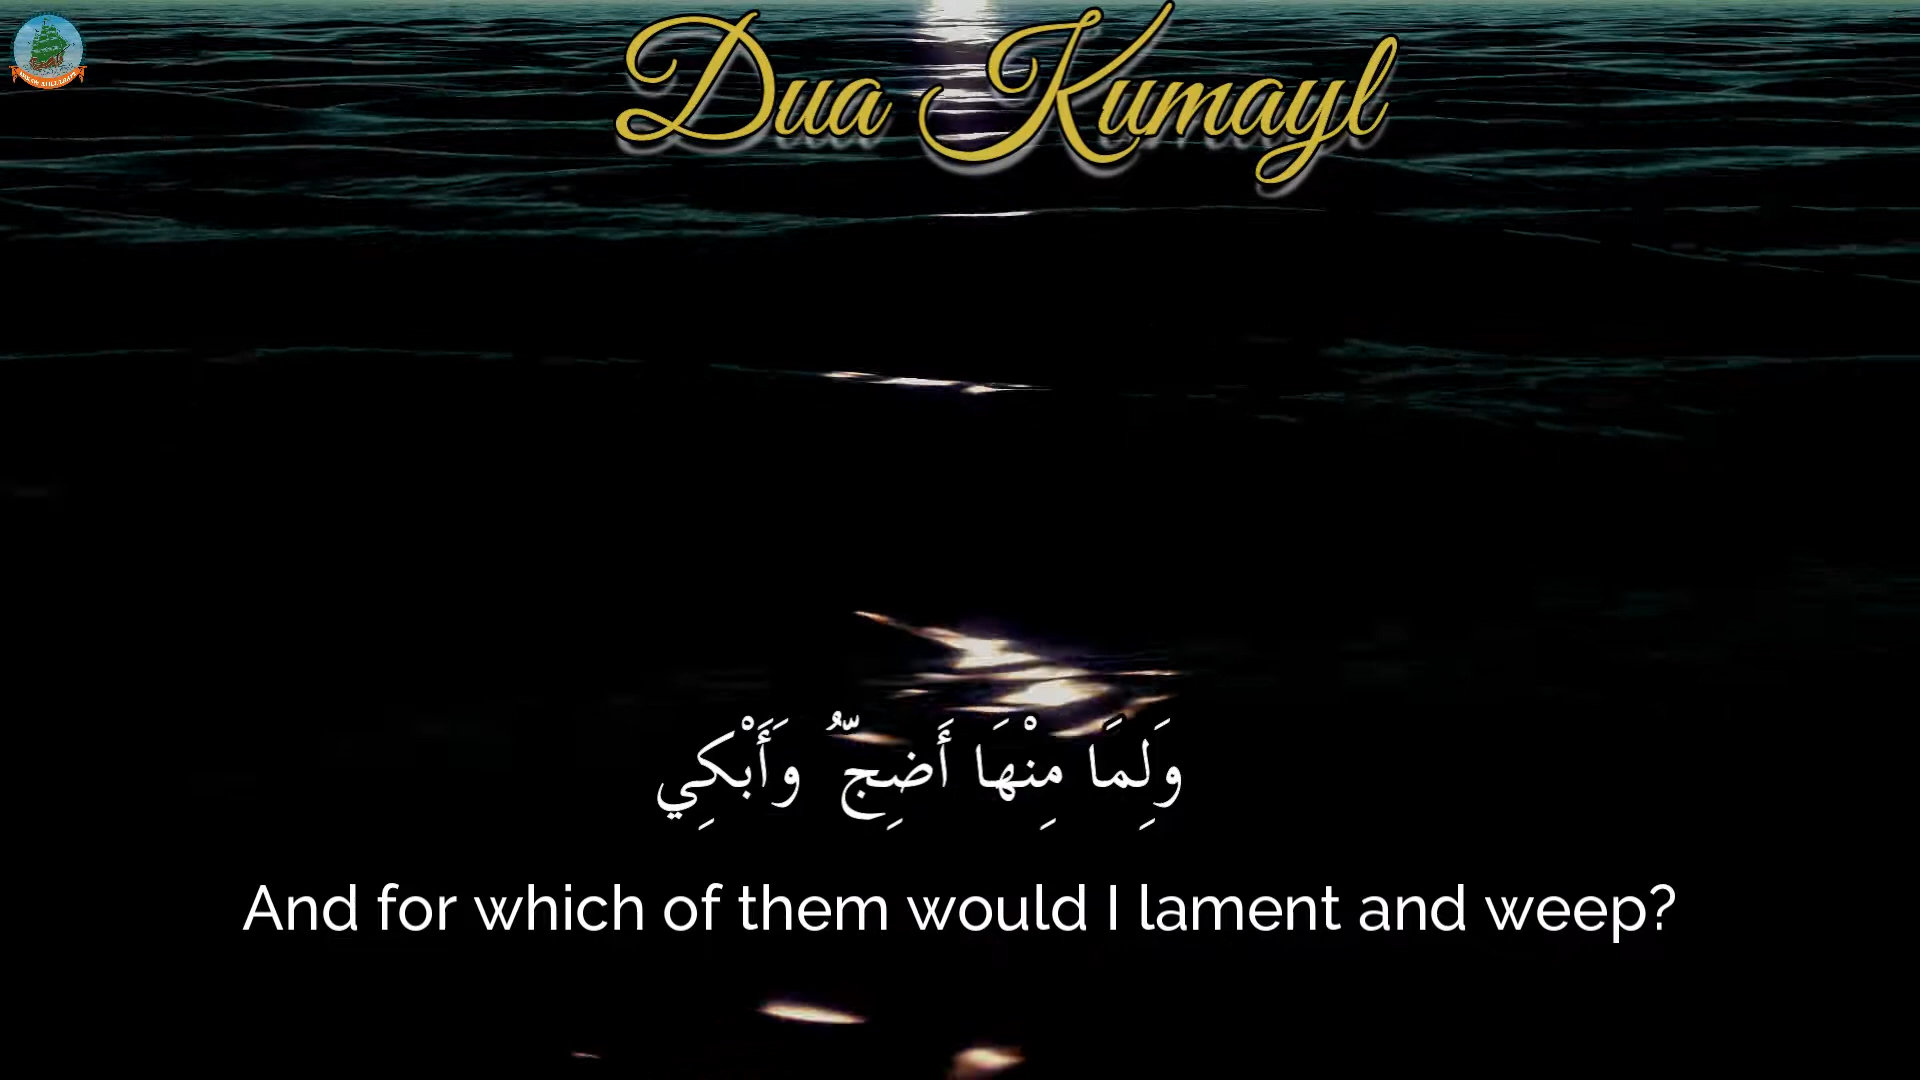 Dua Kumayl
وَلِمَا مِنْهَا أَضِجُّ وَأَبْكِي
And for which of them would I lament and weep?